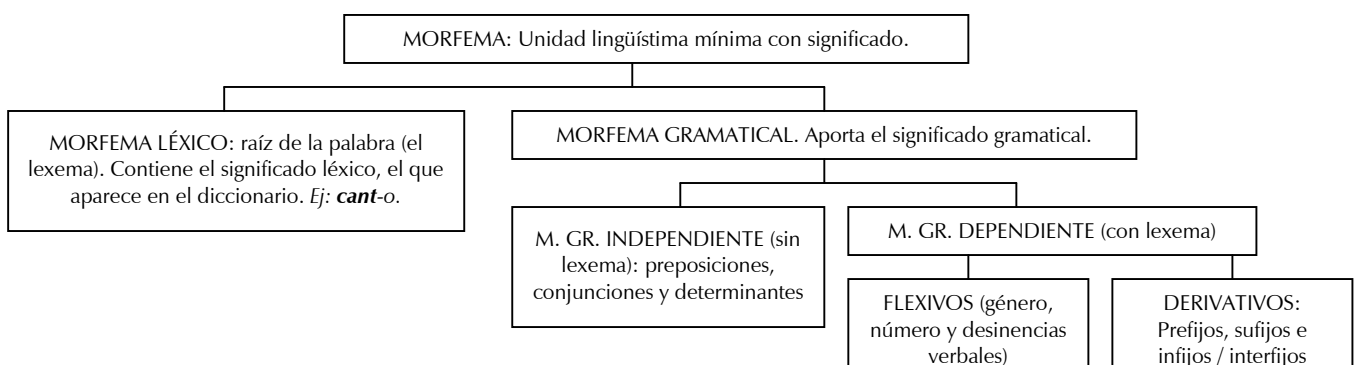 MORFEMA: Unidad lingüístima mínima con significado.
MORFEMA LÉXICO: raíz de la palabra (el
lexema). Contiene el significado léxico, el que
aparece en el diccionario. Ej: cant-o.
MORFEMA GRAMATICAL. Aporta el significado gramatical.
M. GR. INDEPENDIENTE (sin
lexema): preposiciones,
conjunciones y determinantes
M. GR. DEPENDIENTE (con lexema)
FLEXIVOS (género,
número y desinencias
verbales)
DERIVATIVOS:
Prefijos, sufijos e
infijos / interfijos